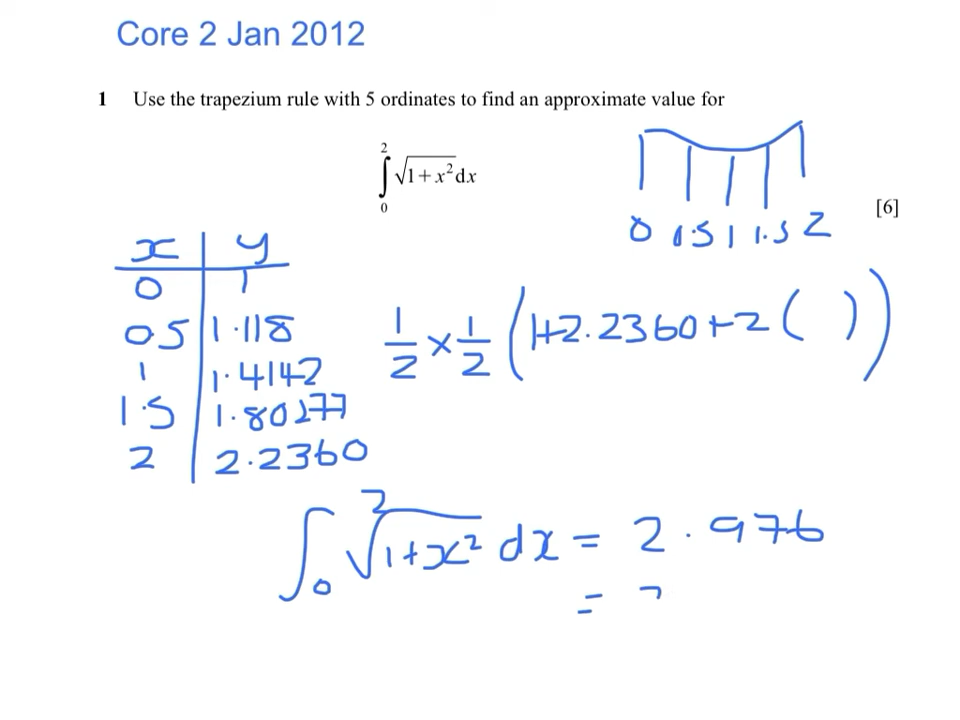 Core 2 Jan 2012
1 Use the trapezium rule with 5 ordinates to find an approximate value for
∫₀² √(1 + x²) dx
[6]
0 0.5 1 1.5 2
x y
0 1
0.5 1.118
1 1.4142
1.5 1.80277
2 2.2360
1/2 × 1/2 (1+2.2360+2( ))
∫₀² √(1+x²) dx = 2.976
=